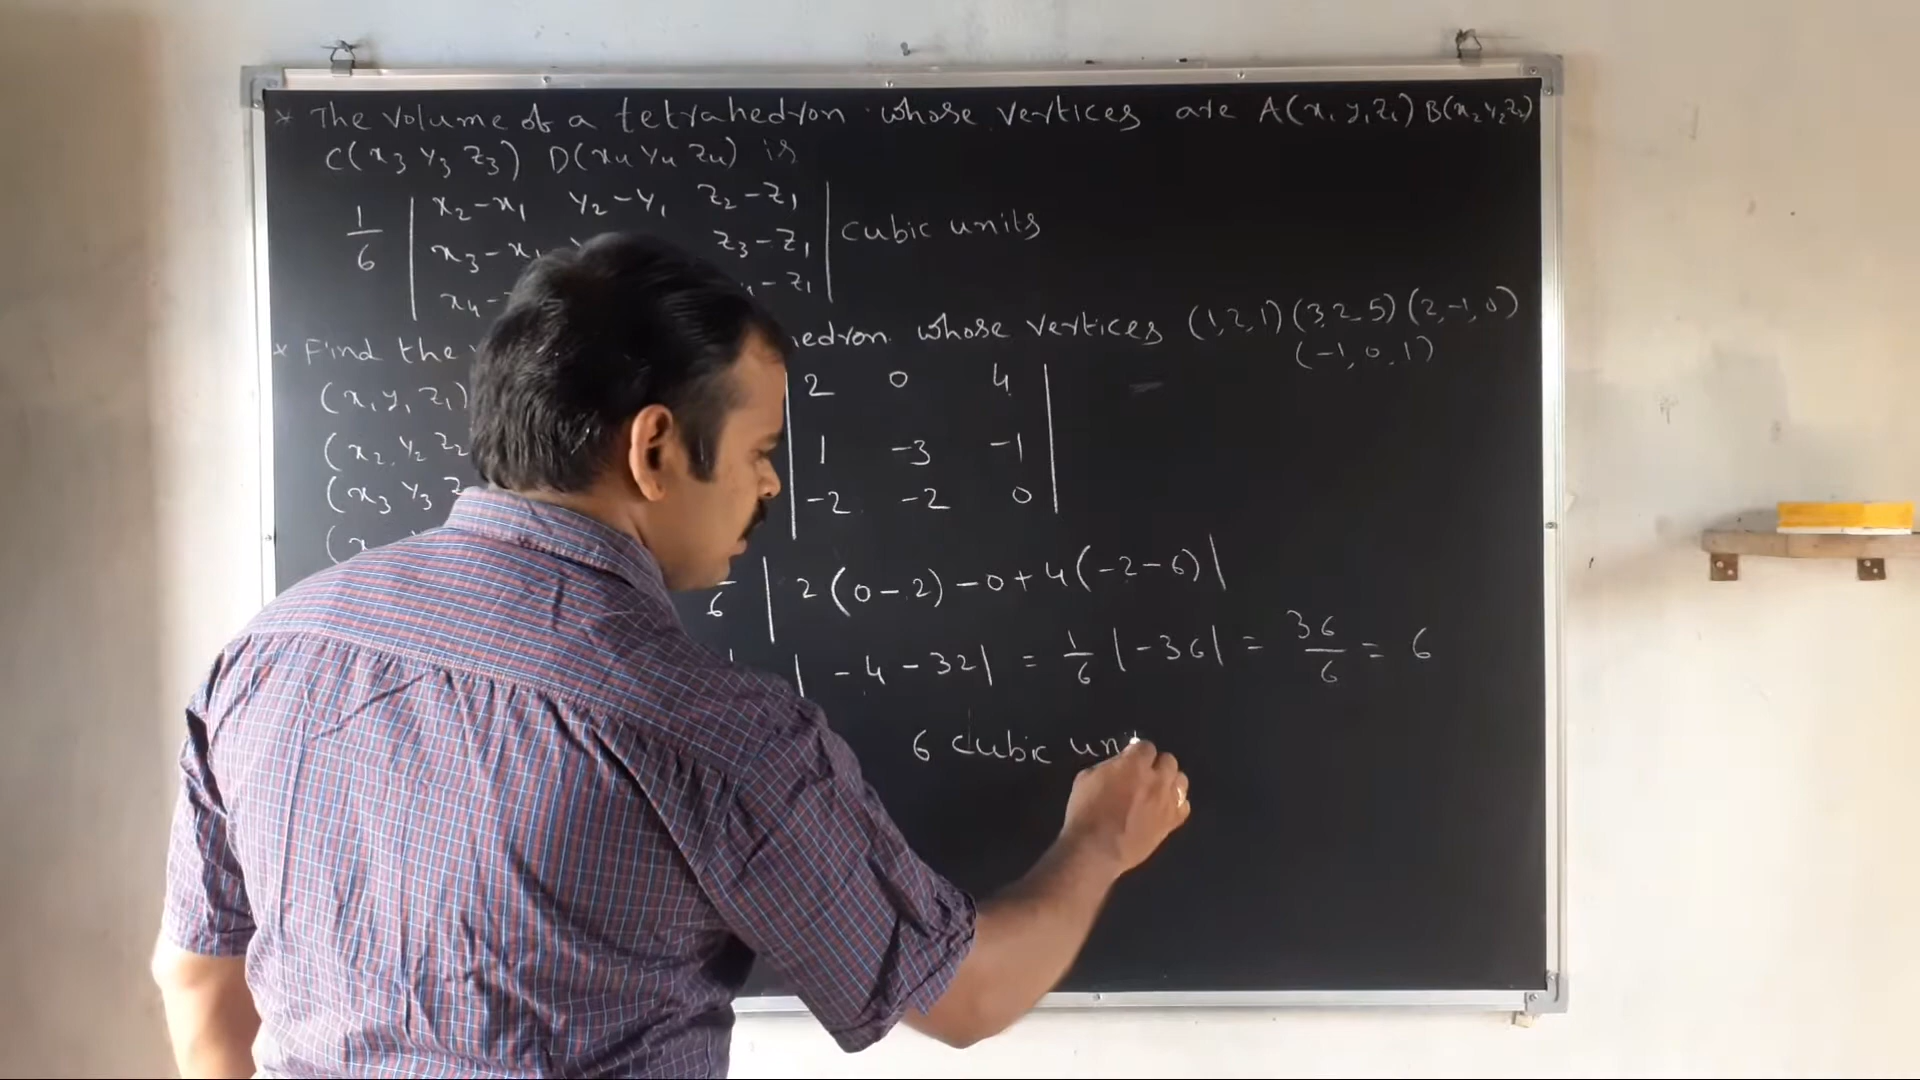 * The volume of a tetrahedron whose vertices are A(x₁ y₁ z₁) B(x₂ y₂ z₂)
C(x₃ y₃ z₃) D(x₄ y₄ z₄) is
1/6 | x₂-x₁ y₂-y₁ z₂-z₁ |
x₃-x₁ z₃-z₁ cubic units
x₄- - z₁
* Find the whose vertices (1,2,1) (3,2,5) (2,-1,0)
(-1,0,1)
(x₁ y₁ z₁) | 2 0 4 |
(x₂ y₂ z₂ 1 -3 -1
(x₃ y₃ z -2 -2 0
(x
6 | 2(0-2) -0+4(-2-6) |
| -4-32 | = 1/6 |-36| = 36/6 = 6
6 cubic